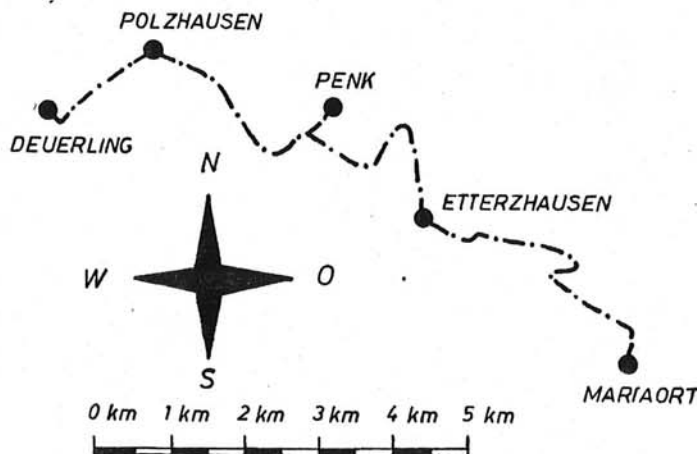 POLZHAUSEN
PENK
DEUERLING
N
ETTERZHAUSEN
W
O
S
MARIAORT
0 km 1 km 2 km 3 km 4 km 5 km